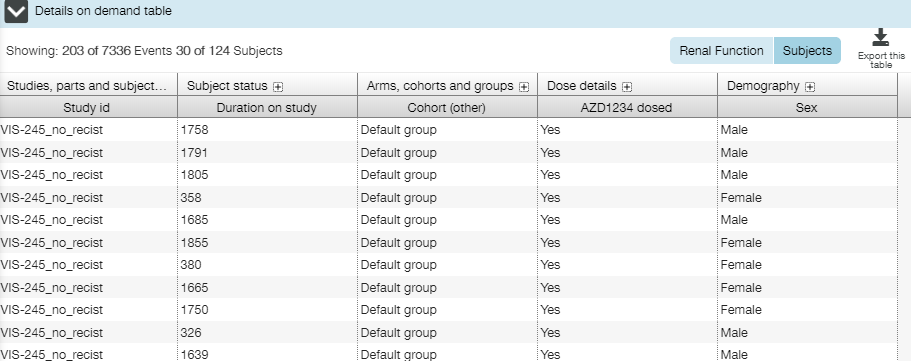 Details on demand table
Showing: 203 of 7336 Events 30 of 124 Subjects
Renal Function Subjects Export this
table
Studies, parts and subject... Subject status Arms, cohorts and groups Dose details Demography
Study id Duration on study Cohort (other) AZD1234 dosed Sex
VIS-245_no_recist 1758 Default group Yes Male
VIS-245_no_recist 1791 Default group Yes Male
VIS-245_no_recist 1805 Default group Yes Male
VIS-245_no_recist 358 Default group Yes Female
VIS-245_no_recist 1685 Default group Yes Male
VIS-245_no_recist 1855 Default group Yes Female
VIS-245_no_recist 380 Default group Yes Female
VIS-245_no_recist 1665 Default group Yes Female
VIS-245_no_recist 1750 Default group Yes Female
VIS-245_no_recist 326 Default group Yes Male
VIS-245_no_recist 1639 Default group Yes Male